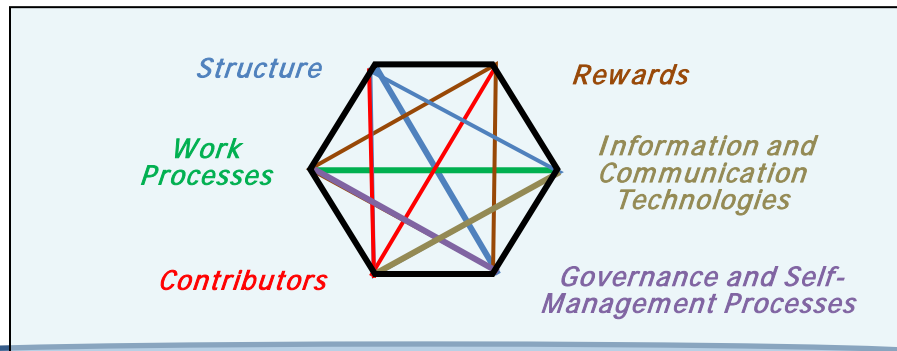 Structure
Rewards
Work
Processes
Information and
Communication
Technologies
Contributors
Governance and Self-
Management Processes